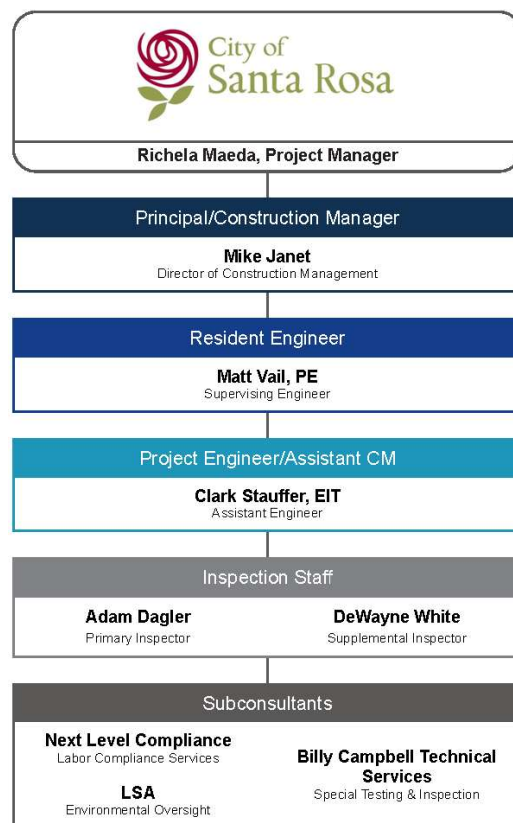 City of
Santa Rosa
Richela Maeda, Project Manager
Principal/Construction Manager
Mike Janet
Director of Construction Management
Resident Engineer
Matt Vail, PE
Supervising Engineer
Project Engineer/Assistant CM
Clark Stauffer, EIT
Assistant Engineer
Inspection Staff
Adam Dagler
Primary Inspector
DeWayne White
Supplemental Inspector
Subconsultants
Next Level Compliance
Labor Compliance Services
LSA
Environmental Oversight
Billy Campbell Technical
Services
Special Testing & Inspection